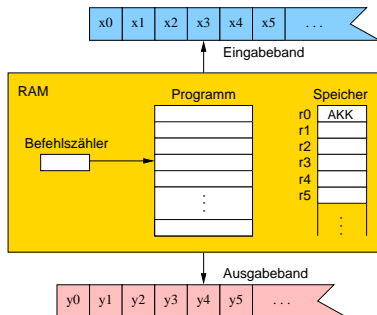 x0 x1 x2 x3 x4 x5 . . .
Eingabeband
RAM
Programm
Speicher
r0 AKK
r1
r2
r3
r4
r5
Befehlszähler
Ausgabeband
y0 y1 y2 y3 y4 y5 . . .